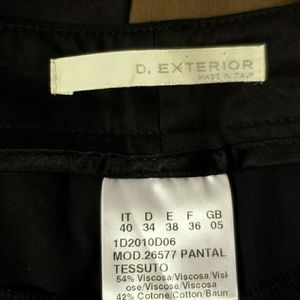 D. EXTERIOR
MADE IN ITALY
IT D E F GB
40 34 38 36 05
1D2010D06
MOD.26577 PANTAL
TESSUTO
54% Viscosa/Viscosa/Vis
ose/Viscose/Viscosa
42% Cotone/Cotton/Baum